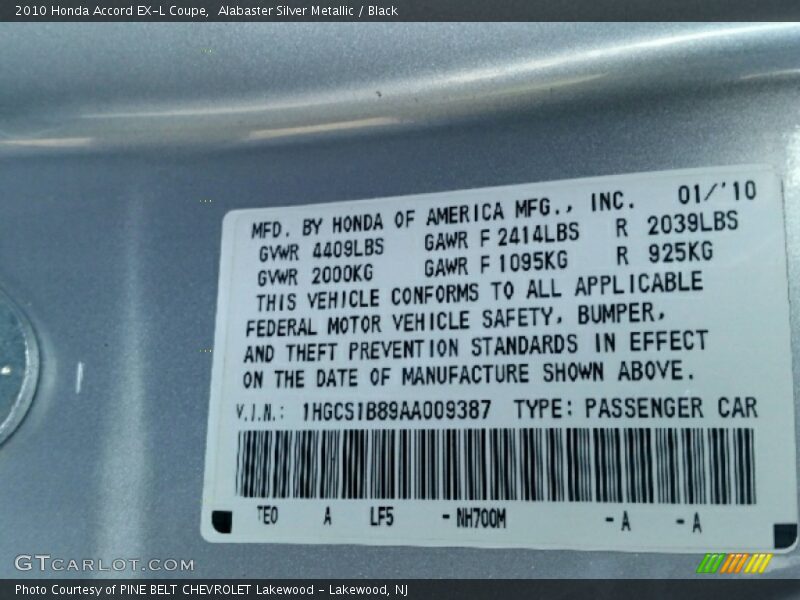 2010 Honda Accord EX-L Coupe,  Alabaster Silver Metallic / Black
MFD. BY HONDA OF AMERICA MFG., INC. 01/'10
GVWR 4409LBS GAWR F 2414LBS R 2039LBS
GVWR 2000KG GAWR F 1095KG R 925KG
THIS VEHICLE CONFORMS TO ALL APPLICABLE
FEDERAL MOTOR VEHICLE SAFETY, BUMPER,
AND THEFT PREVENTION STANDARDS IN EFFECT
ON THE DATE OF MANUFACTURE SHOWN ABOVE.
V.I.N.: 1HGCS1B89AA009387 TYPE: PASSENGER CAR
TE0 A LF5 -NH700M -A -A
GTCARLOT.COM
Photo Courtesy of PINE BELT CHEVROLET Lakewood - Lakewood, NJ